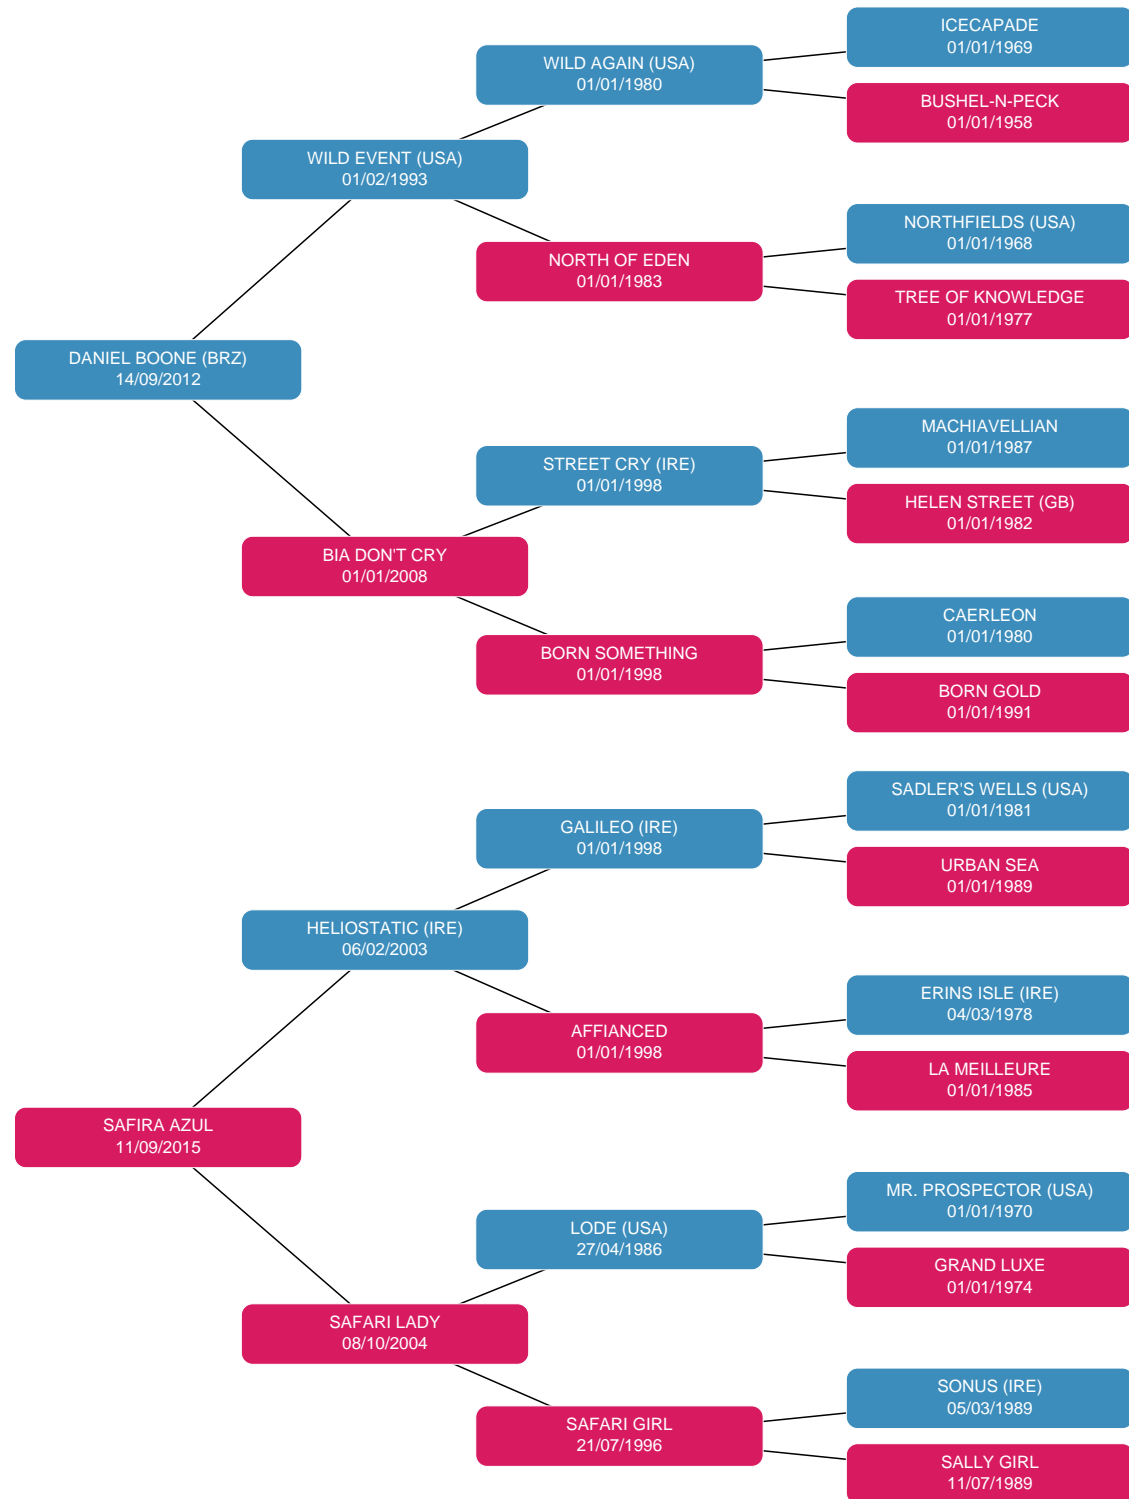 ICECAPADE
01/01/1969
WILD AGAIN (USA)
01/01/1980
BUSHEL-N-PECK
01/01/1958
WILD EVENT (USA)
01/02/1993
NORTHFIELDS (USA)
01/01/1968
NORTH OF EDEN
01/01/1983
TREE OF KNOWLEDGE
01/01/1977
DANIEL BOONE (BRZ)
14/09/2012
MACHIAVELLIAN
01/01/1987
STREET CRY (IRE)
01/01/1998
HELEN STREET (GB)
01/01/1982
BIA DON'T CRY
01/01/2008
CAERLEON
01/01/1980
BORN SOMETHING
01/01/1998
BORN GOLD
01/01/1991
SADLER'S WELLS (USA)
01/01/1981
GALILEO (IRE)
01/01/1998
URBAN SEA
01/01/1989
HELIOSTATIC (IRE)
06/02/2003
ERINS ISLE (IRE)
04/03/1978
AFFIANCED
01/01/1998
LA MEILLEURE
01/01/1985
SAFIRA AZUL
11/09/2015
MR. PROSPECTOR (USA)
01/01/1970
LODE (USA)
27/04/1986
GRAND LUXE
01/01/1974
SAFARI LADY
08/10/2004
SONUS (IRE)
05/03/1989
SAFARI GIRL
21/07/1996
SALLY GIRL
11/07/1989